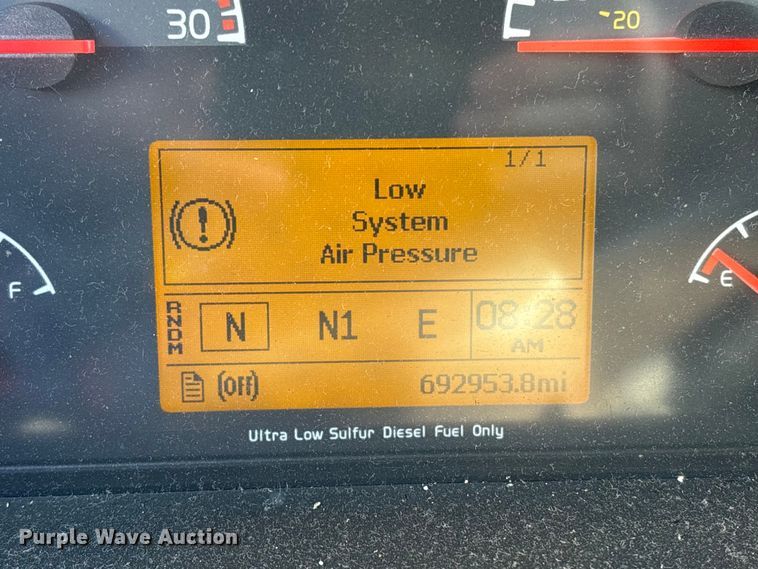 30
20
1/1
Low
System
Air Pressure
F
E
RNDM
N N1 E 08:28
AM
(Off) 692953.8mi
Ultra Low Sulfur Diesel Fuel Only
Purple Wave Auction